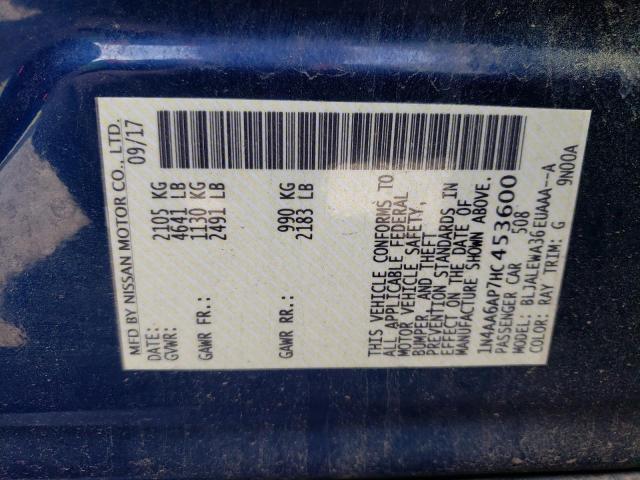 MFD BY NISSAN MOTOR CO., LTD.
DATE: 09/17
GVWR: 2105 KG
4641 LB
GAWR FR.: 1130 KG
2491 LB
GAWR RR.: 990 KG
2183 LB
THIS VEHICLE CONFORMS TO
ALL APPLICABLE FEDERAL
MOTOR VEHICLE SAFETY,
BUMPER, AND THEFT
PREVENTION STANDARDS IN
EFFECT ON THE DATE OF
MANUFACTURE SHOWN ABOVE.
1N4AA6AP7HC453600
PASSENGER CAR 508
MODEL: BLJALEWA36EUAAA--A
COLOR: RAY TRIM: G 9ND0A